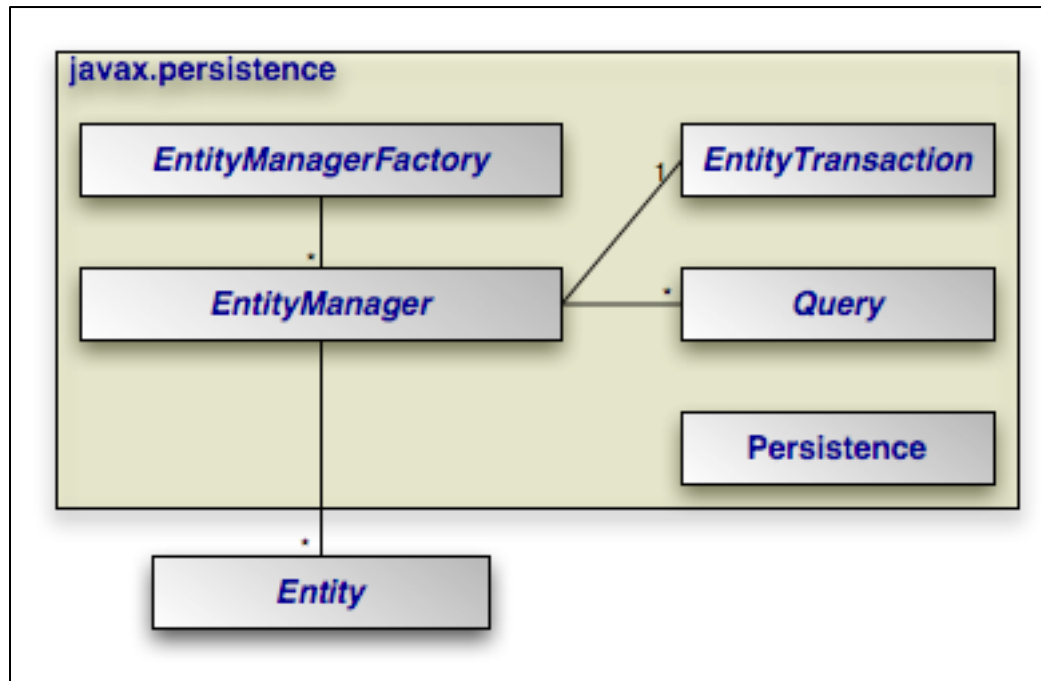 javax.persistence
EntityManagerFactory
EntityTransaction
1
*
EntityManager
*
Query
Persistence
*
Entity